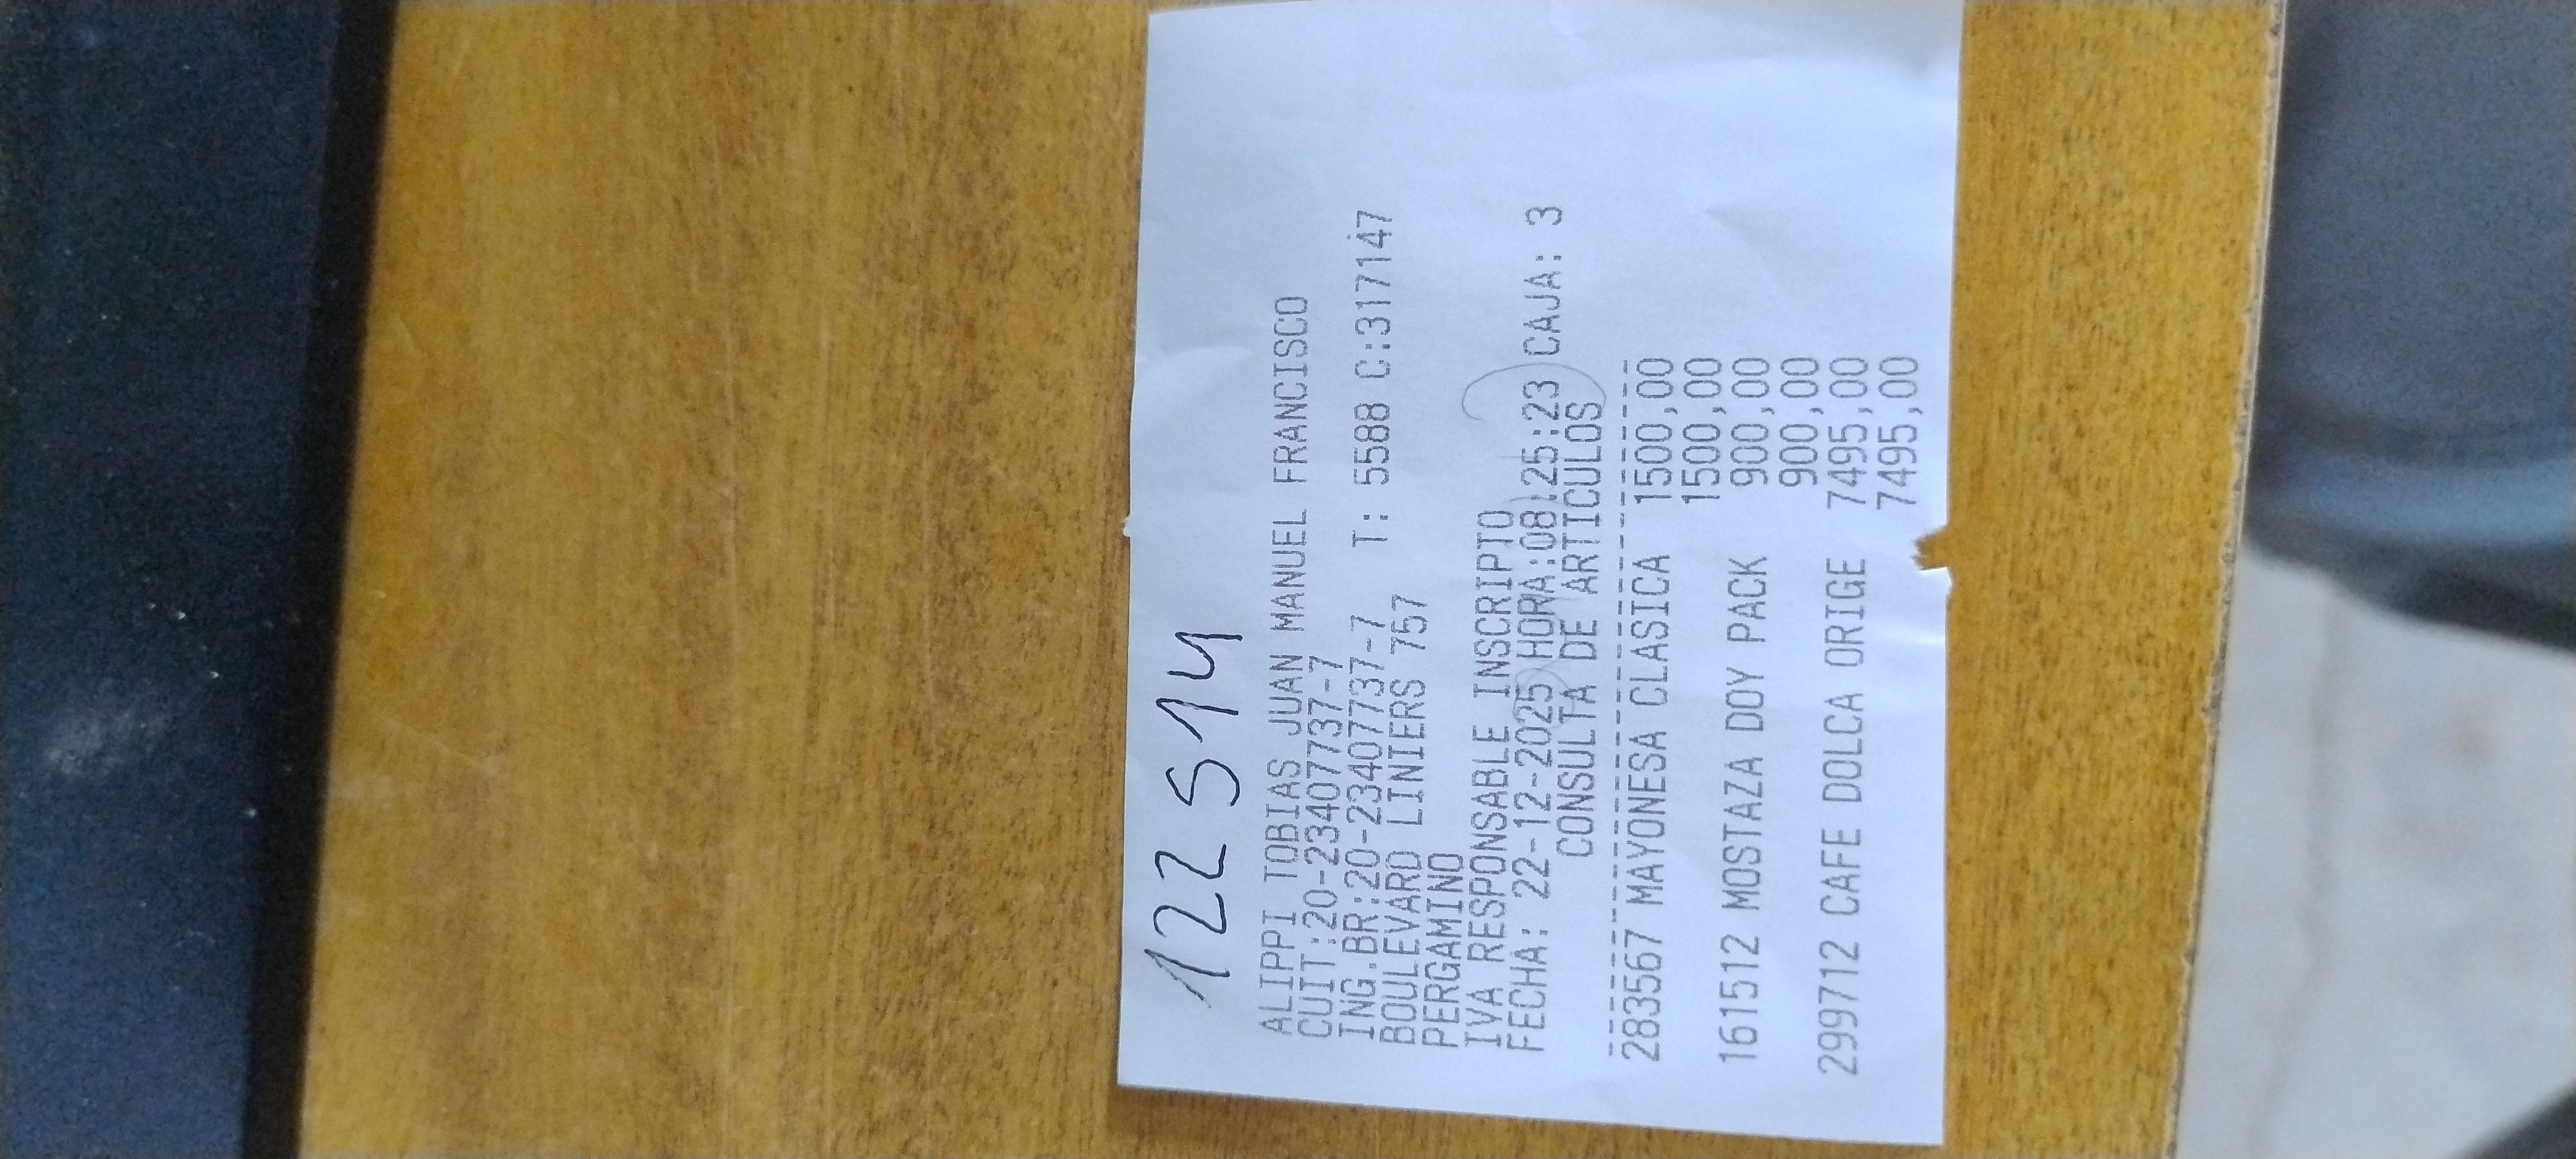 122514
ALIPPI TOBIAS JUAN MANUEL FRANCISCO
CUIT:20-23407737-7
ING.BR:20-23407737-7 T: 5588 C:317147
BOULEVARD LINIERS 757
PERGAMINO
IVA RESPONSABLE INSCRIPTO
FECHA: 22-12-2025 HORA:08:25:23 CAJA: 3
CONSULTA DE ARTICULOS
283567 MAYONESA CLASICA 1500,00
1500,00
161512 MOSTAZA DOY PACK 900,00
900,00
299712 CAFE DOLCA ORIGE 7495,00
7495,00